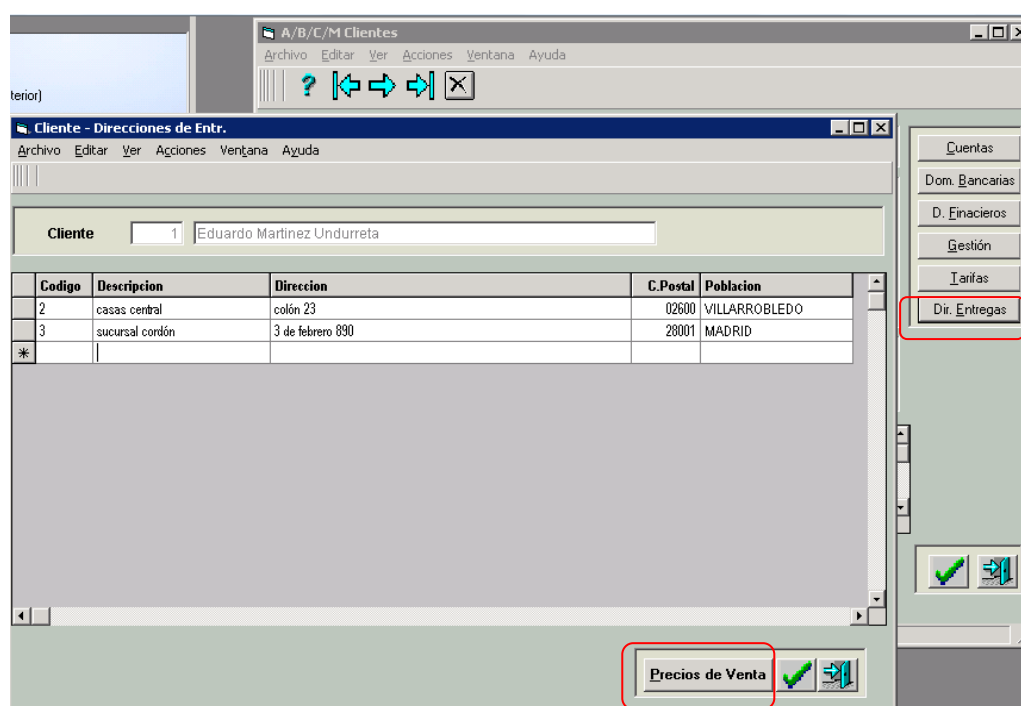 A/B/C/M Clientes
Archivo Editar Ver Acciones Ventana Ayuda
?
terior)
Cliente - Direcciones de Entr.
Archivo Editar Ver Acciones Ventana Ayuda
Cliente 1 Eduardo Martinez Undurreta
Codigo Descripcion Direccion C.Postal Poblacion
2 casas central colón 23 02600 VILLARROBLEDO
3 sucursal cordón 3 de febrero 890 28001 MADRID
Precios de Venta
Cuentas
Dom. Bancarias
D. Finacieros
Gestión
Tarifas
Dir. Entregas